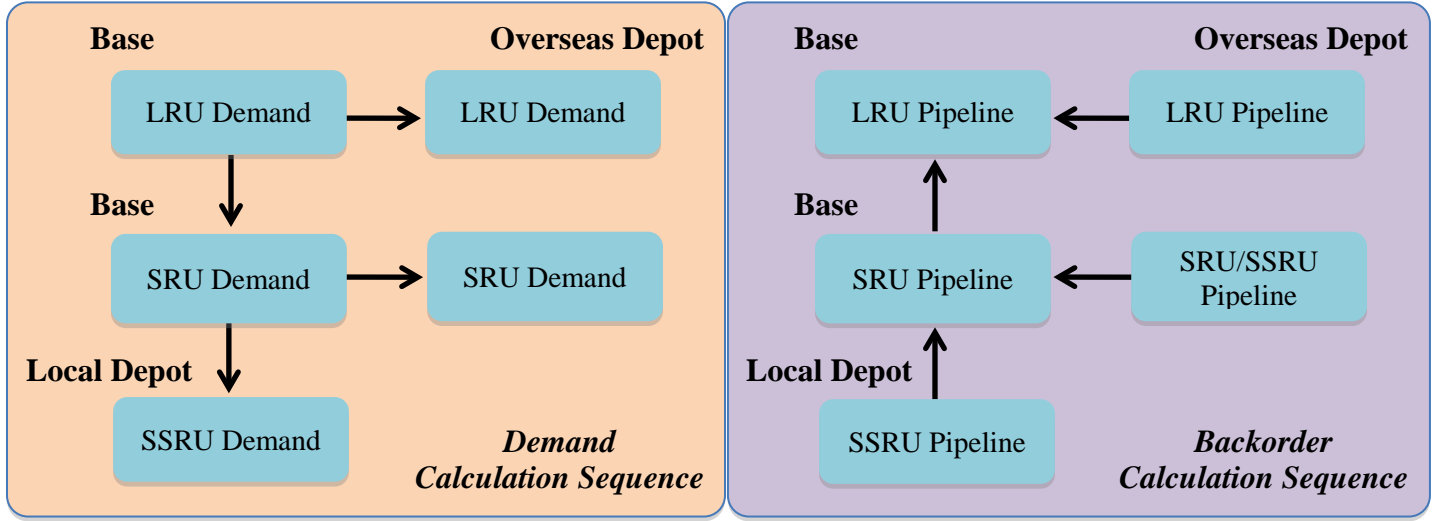 Base
Overseas Depot
LRU Demand
LRU Demand
Base
SRU Demand
SRU Demand
Local Depot
SSRU Demand
Demand
Calculation Sequence
Base
Overseas Depot
LRU Pipeline
LRU Pipeline
Base
SRU Pipeline
SRU/SSRU
Pipeline
Local Depot
SSRU Pipeline
Backorder
Calculation Sequence